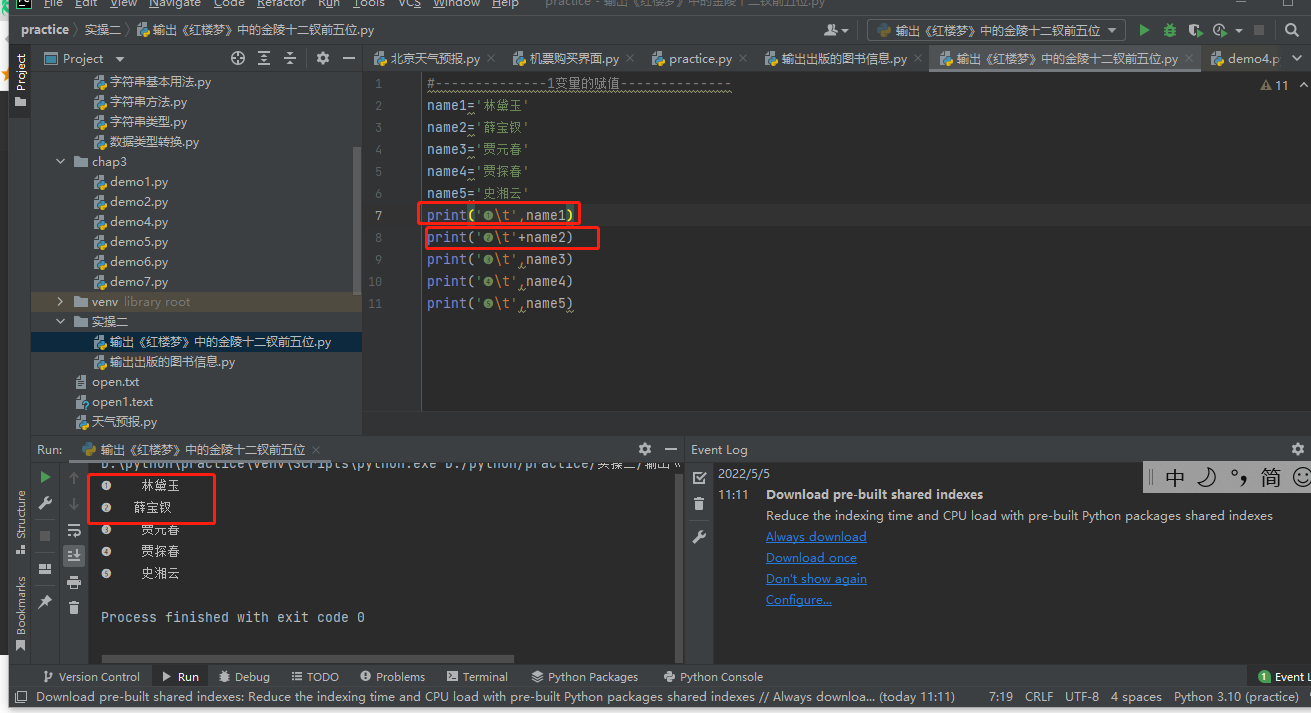 File Edit View Navigate Code Refactor Run Tools VCS Window Help practice - 输出《红楼梦》中的金陵十二钗前五位.py
practice 实操二 输出《红楼梦》中的金陵十二钗前五位.py
输出《红楼梦》中的金陵十二钗前五位
Project
北京天气预报.py 机票购买界面.py practice.py 输出出版的图书信息.py 输出《红楼梦》中的金陵十二钗前五位.py demo4.p
Project
字符串基本用法.py
字符串方法.py
字符串类型.py
数据类型转换.py
chap3
demo1.py
demo2.py
demo4.py
demo5.py
demo6.py
demo7.py
venv library root
实操二
输出《红楼梦》中的金陵十二钗前五位.py
输出出版的图书信息.py
open.txt
open1.text
天气预报.py
11
1 #--------------1变量的赋值--------------
2 name1='林黛玉'
3 name2='薛宝钗'
4 name3='贾元春'
5 name4='贾探春'
6 name5='史湘云'
7 print('❶\t',name1)
8 print('❷\t'+name2)
9 print('❸\t',name3)
10 print('❹\t',name4)
11 print('❺\t',name5)
Run: 输出《红楼梦》中的金陵十二钗前五位
D:\python\practice\venv\Scripts\python.exe D:/python/practice/实操二/输出《
❶ 林黛玉
❷ 薛宝钗
❸ 贾元春
❹ 贾探春
❺ 史湘云
Process finished with exit code 0
Structure
Bookmarks
Event Log
2022/5/5
11:11 Download pre-built shared indexes
Reduce the indexing time and CPU load with pre-built Python packages shared indexes
Always download
Download once
Don't show again
Configure...
中 °, 简
Version Control Run Debug TODO Problems Terminal Python Packages Python Console 1 Event L
Download pre-built shared indexes: Reduce the indexing time and CPU load with pre-built Python packages shared indexes // Always downloa... (today 11:11) 7:19 CRLF UTF-8 4 spaces Python 3.10 (practice)